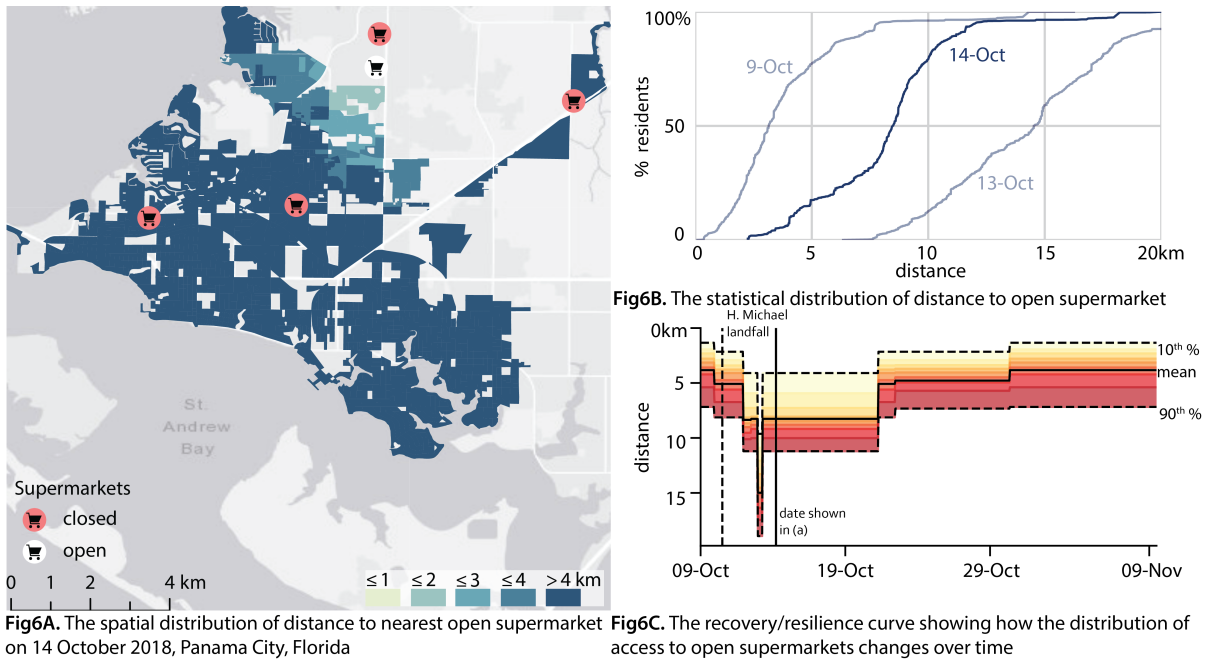 St.
Andrew
Bay
Supermarkets
closed
open
0 1 2 4 km
≤ 1 ≤ 2 ≤ 3 ≤ 4 > 4 km
Fig6A. The spatial distribution of distance to nearest open supermarket
on 14 October 2018, Panama City, Florida
100%
50
0
% residents
9-Oct
14-Oct
13-Oct
0 5 10 15 20km
distance
Fig6B. The statistical distribution of distance to open supermarket
H. Michael
landfall
0km
5
10
15
distance
10th %
mean
90th %
date shown
in (a)
09-Oct 19-Oct 29-Oct 09-Nov
Fig6C. The recovery/resilience curve showing how the distribution of
access to open supermarkets changes over time